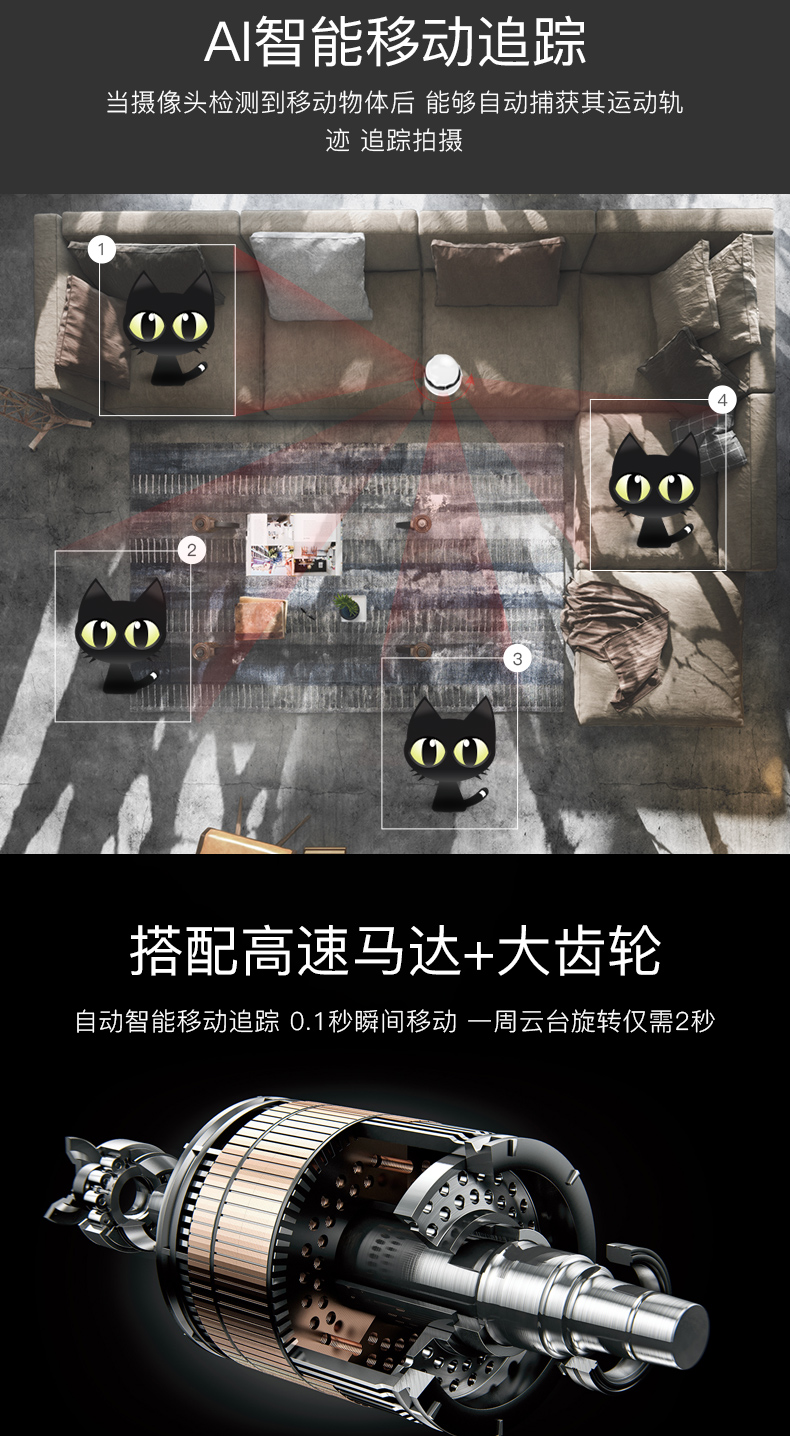 AI智能移动追踪
当摄像头检测到移动物体后 能够自动捕获其运动轨
迹 追踪拍摄
1
4
2
3
搭配高速马达+大齿轮
自动智能移动追踪 0.1秒瞬间移动 一周云台旋转仅需2秒